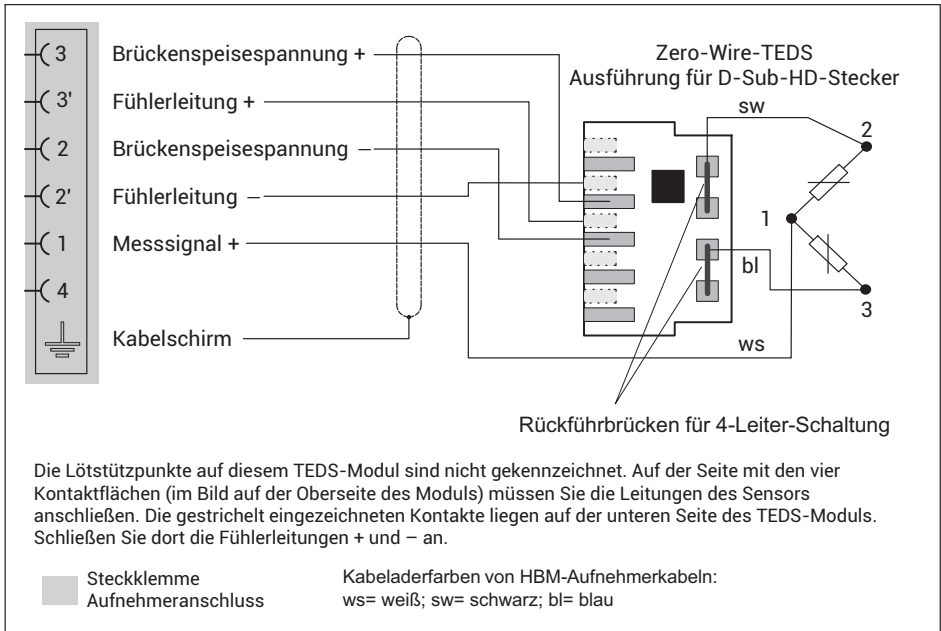 3 Brückenspeisespannung +
3' Fühlerleitung +
2 Brückenspeisespannung –
2' Fühlerleitung –
1 Messsignal +
4
Kabelschirm
Zero-Wire-TEDS
Ausführung für D-Sub-HD-Stecker
sw
2
1
bl
3
ws
Rückführbrücken für 4-Leiter-Schaltung
Die Lötstützpunkte auf diesem TEDS-Modul sind nicht gekennzeichnet. Auf der Seite mit den vier
Kontaktflächen (im Bild auf der Oberseite des Moduls) müssen Sie die Leitungen des Sensors
anschließen. Die gestrichelt eingezeichneten Kontakte liegen auf der unteren Seite des TEDS-Moduls.
Schließen Sie dort die Fühlerleitungen + und – an.
Steckklemme
Aufnehmeranschluss
Kabeladerfarben von HBM-Aufnehmerkabeln:
ws= weiß; sw= schwarz; bl= blau